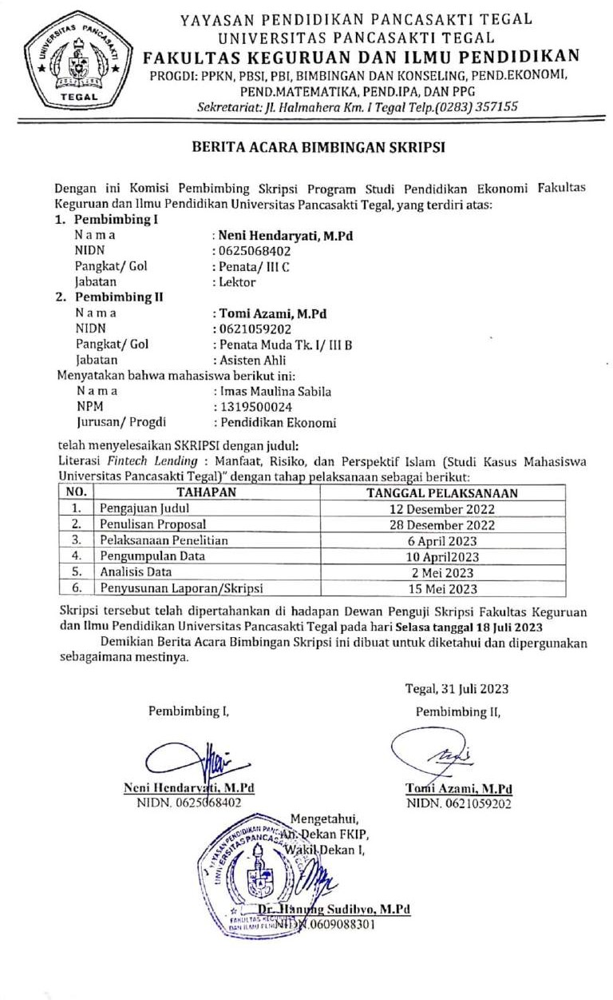 UNIVERSITAS PANCASAKTI
TEGAL
YAYASAN PENDIDIKAN PANCASAKTI TEGAL
UNIVERSITAS PANCASAKTI TEGAL
FAKULTAS KEGURUAN DAN ILMU PENDIDIKAN
PROGDI: PPKN, PBSI, PBI, BIMBINGAN DAN KONSELING, PEND.EKONOMI,
PEND.MATEMATIKA, PEND.IPA, DAN PPG
Sekretariat: Jl. Halmahera Km. I Tegal Telp.(0283) 357155
BERITA ACARA BIMBINGAN SKRIPSI
Dengan ini Komisi Pembimbing Skripsi Program Studi Pendidikan Ekonomi Fakultas
Keguruan dan Ilmu Pendidikan Universitas Pancasakti Tegal, yang terdiri atas:
1. Pembimbing I
N a m a : Neni Hendaryati, M.Pd
NIDN : 0625068402
Pangkat/ Gol : Penata/ III C
Jabatan : Lektor
2. Pembimbing II
N a m a : Tomi Azami, M.Pd
NIDN : 0621059202
Pangkat/ Gol : Penata Muda Tk. I/ III B
Jabatan : Asisten Ahli
Menyatakan bahwa mahasiswa berikut ini:
N a m a : Imas Maulina Sabila
NPM : 1319500024
Jurusan/ Progdi : Pendidikan Ekonomi
telah menyelesaikan SKRIPSI dengan judul:
Literasi Fintech Lending : Manfaat, Risiko, dan Perspektif Islam (Studi Kasus Mahasiswa
Universitas Pancasakti Tegal)" dengan tahap pelaksanaan sebagai berikut:
NO. TAHAPAN TANGGAL PELAKSANAAN
1. Pengajuan Judul 12 Desember 2022
2. Penulisan Proposal 28 Desember 2022
3. Pelaksanaan Penelitian 6 April 2023
4. Pengumpulan Data 10 April2023
5. Analisis Data 2 Mei 2023
6. Penyusunan Laporan/Skripsi 15 Mei 2023
Skripsi tersebut telah dipertahankan di hadapan Dewan Penguji Skripsi Fakultas Keguruan
dan Ilmu Pendidikan Universitas Pancasakti Tegal pada hari Selasa tanggal 18 Juli 2023
Demikian Berita Acara Bimbingan Skripsi ini dibuat untuk diketahui dan dipergunakan
sebagaimana mestinya.
Tegal, 31 Juli 2023
Pembimbing I, Pembimbing II,
Neni Hendaryati, M.Pd Tomi Azami, M.Pd
NIDN. 0625068402 NIDN. 0621059202
Mengetahui,
An. Dekan FKIP,
Wakil Dekan I,
YAYASAN PENDIDIKAN
UNIVERSITAS PANCASAKTI TEGAL
Dr. Hanung Sudibyo, M.Pd
NIDN.0609088301